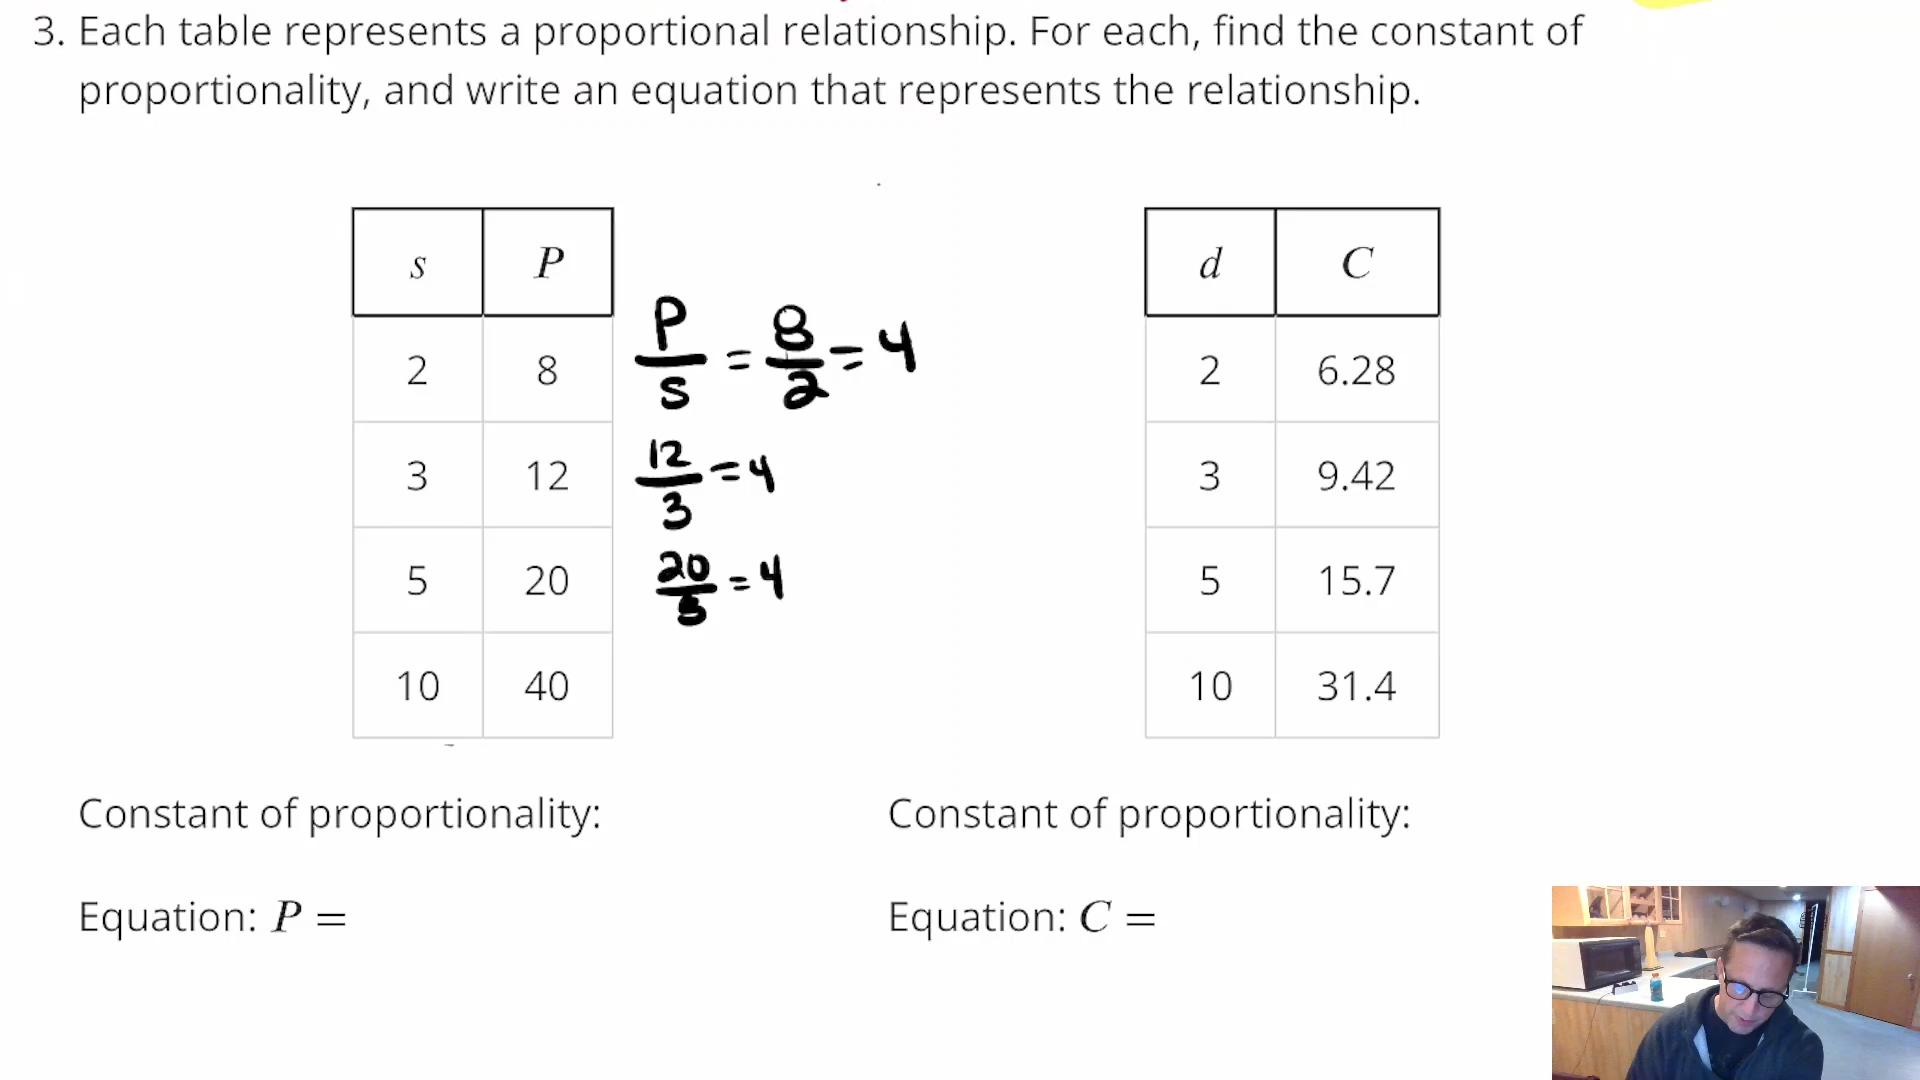 3. Each table represents a proportional relationship. For each, find the constant of
proportionality, and write an equation that represents the relationship.
s P
2 8
3 12
5 20
10 40
P/s = 8/2 = 4
12/3 = 4
20/5 = 4
d C
2 6.28
3 9.42
5 15.7
10 31.4
Constant of proportionality:
Equation: P =
Constant of proportionality:
Equation: C =